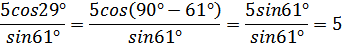 5cos29°/sin61° = 5cos(90° − 61°)/sin61° = 5sin61°/sin61° = 5